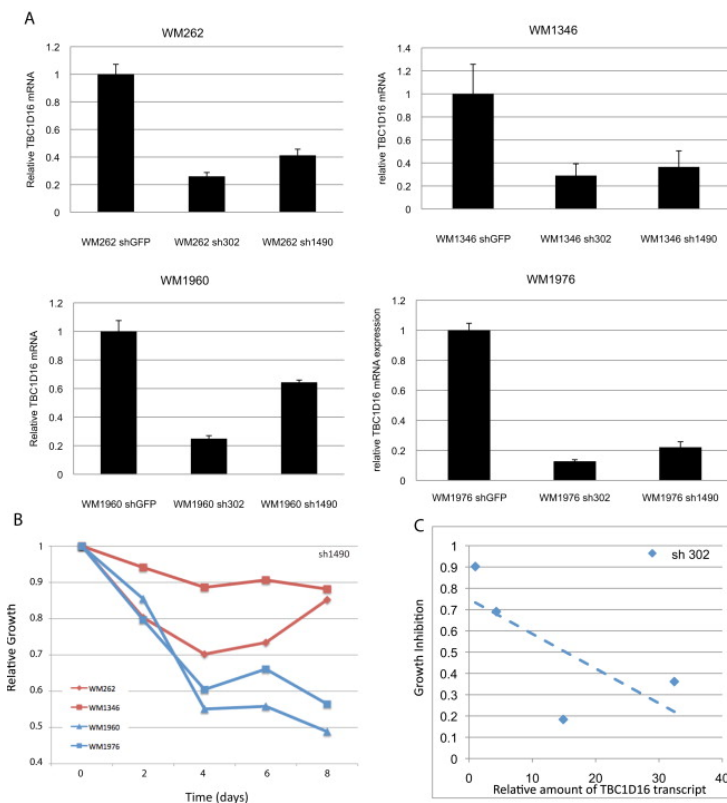 A
WM262
Relative TBC1D16 mRNA
1.2
1
0.8
0.6
0.4
0.2
0
WM262 shGFP WM262 sh302 WM262 sh1490
WM1346
relative TBC1D16 mRNA
1.4
1.2
1
0.8
0.6
0.4
0.2
0
WM1346 shGFP WM1346 sh302 WM1346 sh1490
WM1960
Relative TBC1D16 mRNA
1.2
1
0.8
0.6
0.4
0.2
0
WM1960 shGFP WM1960 sh302 WM1960 sh1490
WM1976
relative TBC1D16 mRNA expression
1.2
1
0.8
0.6
0.4
0.2
0
WM1976 shGFP WM1976 sh302 WM1976 sh1490
B
sh1490
Relative Growth
1
0.9
0.8
0.7
0.6
0.5
0.4
WM262
WM1346
WM1960
WM1976
0 2 4 6 8
Time (days)
C
sh 302
Growth Inhibition
1
0.9
0.8
0.7
0.6
0.5
0.4
0.3
0.2
0.1
0
0 10 20 30 40
Relative amount of TBC1D16 transcript